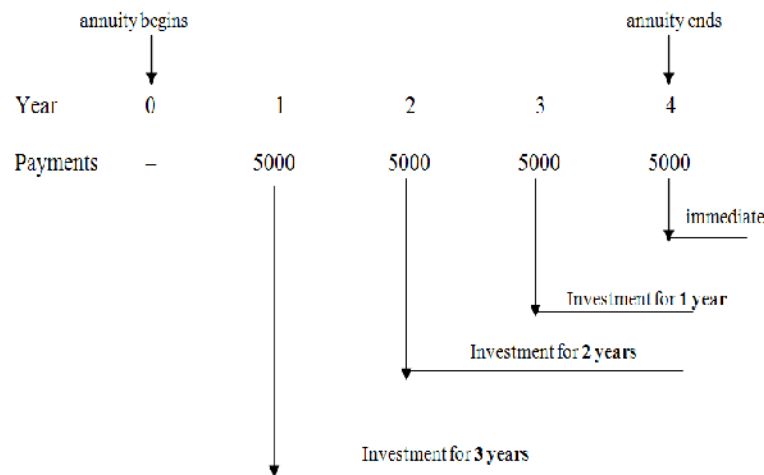 annuity begins annuity ends
Year 0 1 2 3 4
Payments – 5000 5000 5000 5000
immediate
Investment for 1 year
Investment for 2 years
Investment for 3 years